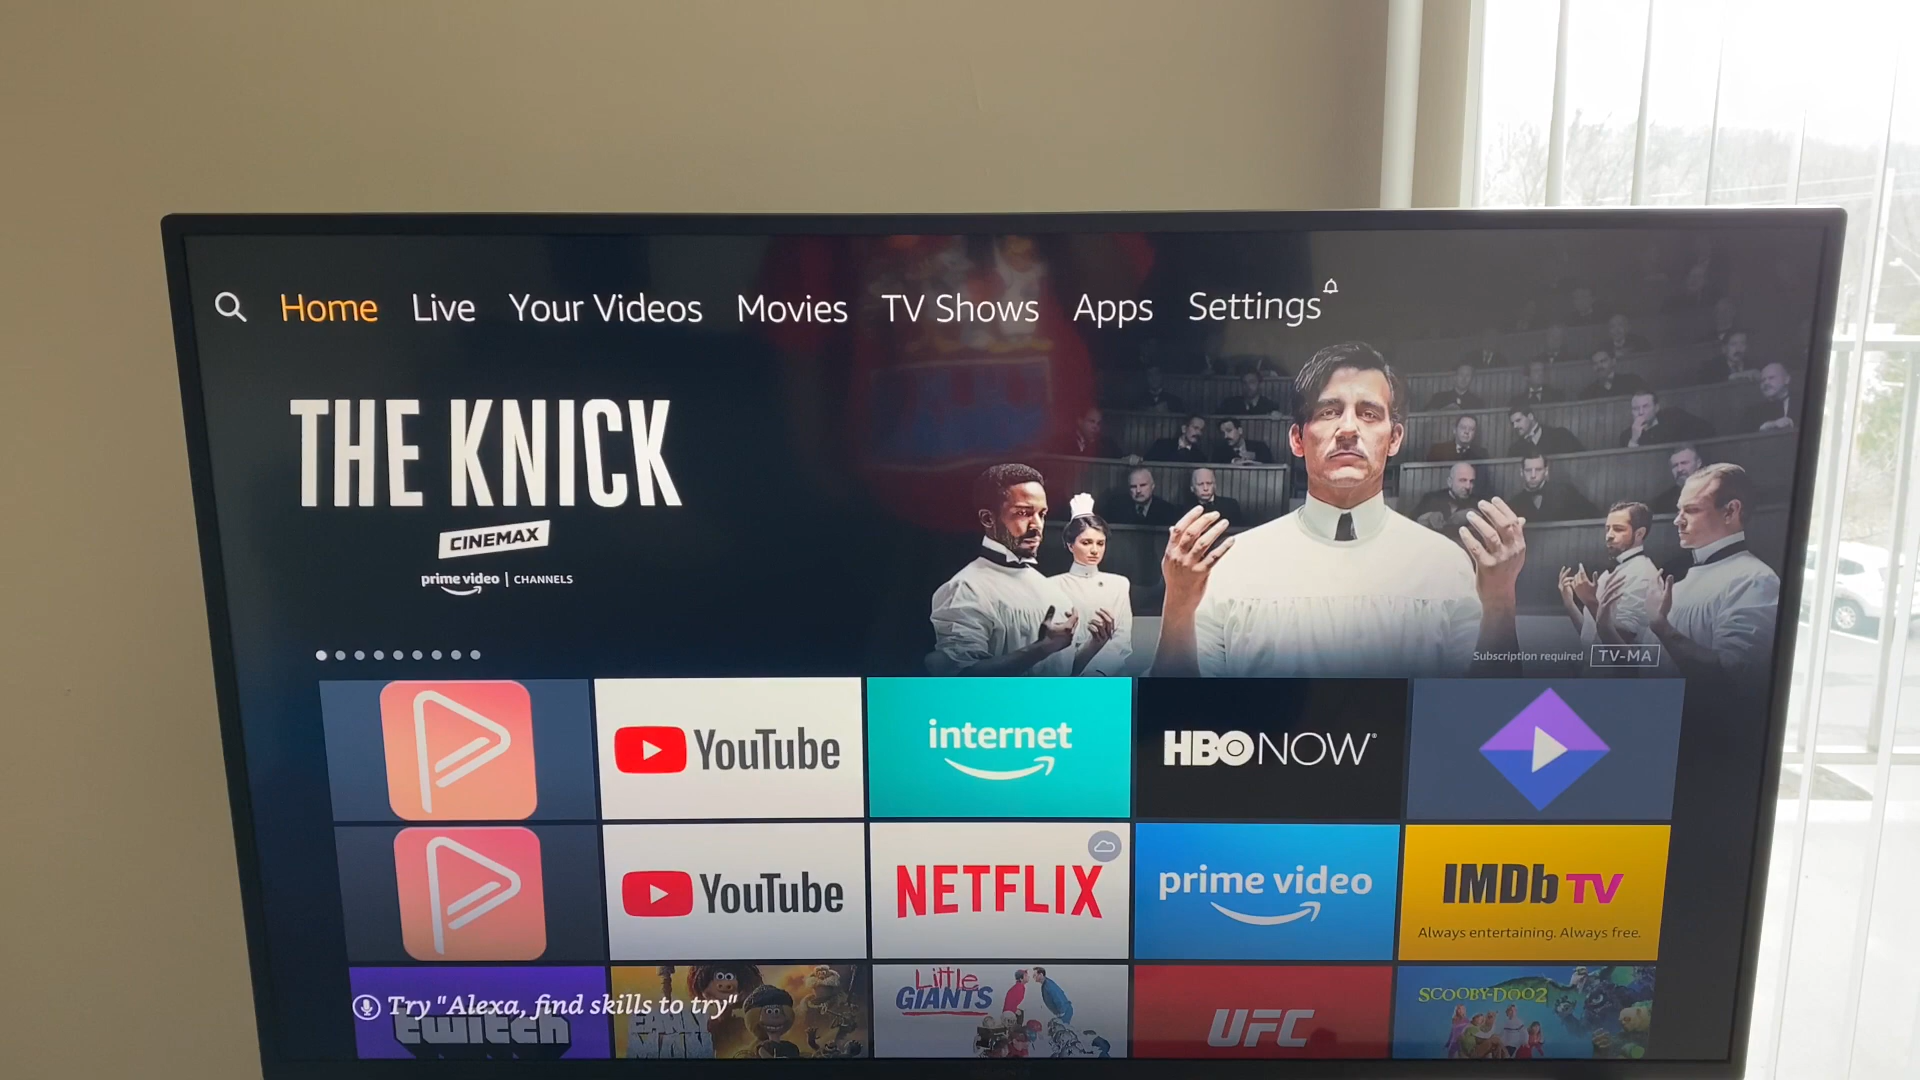 Home Live Your Videos Movies TV Shows Apps Settings
THE KNICK
CINEMAX
prime video | CHANNELS
Subscription required TV-MA
YouTube
internet
HBO NOW
YouTube
NETFLIX
prime video
IMDb TV
Always entertaining. Always free.
Try "Alexa, find skills to try"
twitch
EARLY MAN
Little GIANTS
UFC
SCOOBY-DOO 2